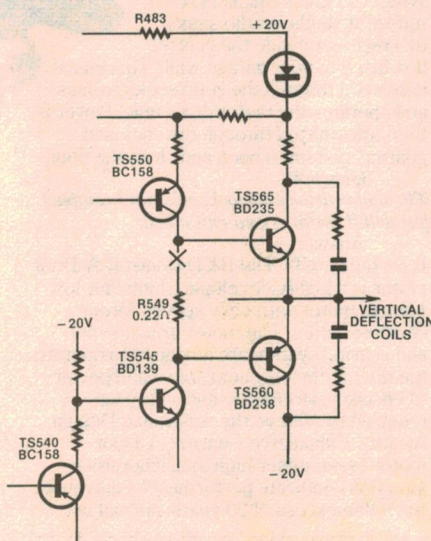 R483
+20V
TS550
BC158
TS565
BD235
R549
0.22Ω
VERTICAL
DEFLECTION
COILS
-20V
TS545
BD139
TS560
BD238
TS540
BC158
-20V